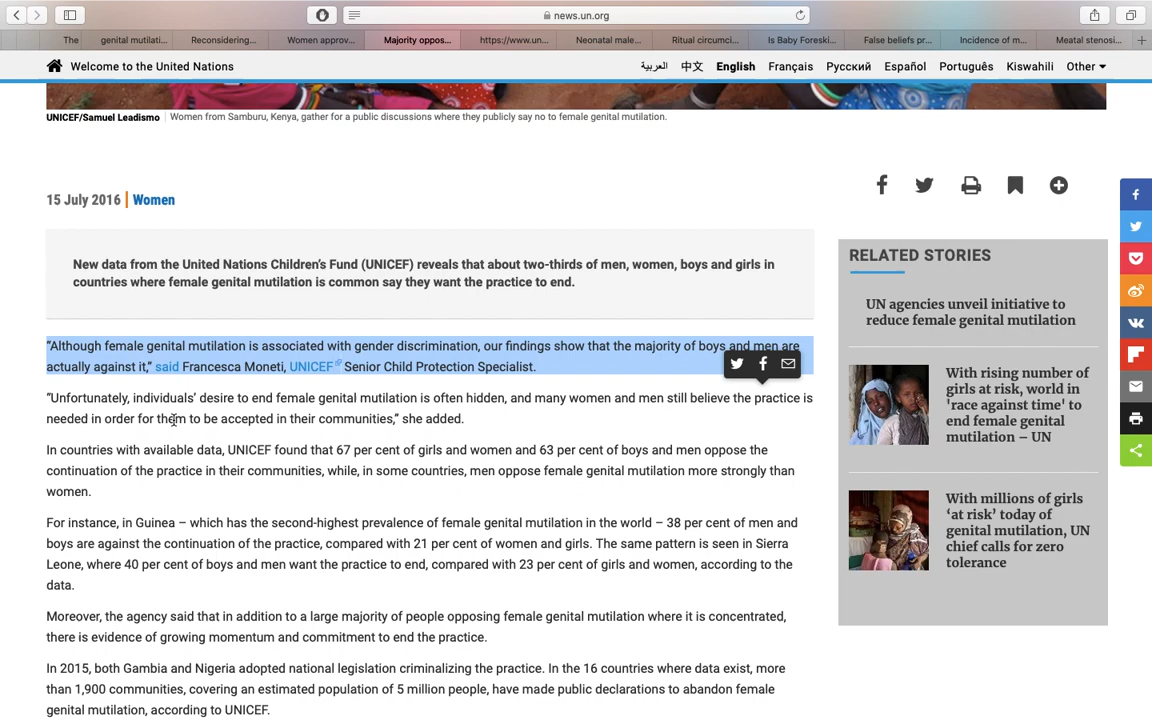 news.un.org
The
genital mutilati...
Reconsidering...
Women approv...
Majority oppos...
https://www.un...
Neonatal male...
Ritual circumci...
Is Baby Foreski...
False beliefs pr...
Incidence of m...
Meatal stenosi...
Welcome to the United Nations
العربية 中文 English Français Русский Español Português Kiswahili Other
UNICEF/Samuel Leadismo Women from Samburu, Kenya, gather for a public discussions where they publicly say no to female genital mutilation.
15 July 2016 Women
New data from the United Nations Children's Fund (UNICEF) reveals that about two-thirds of men, women, boys and girls in
countries where female genital mutilation is common say they want the practice to end.
“Although female genital mutilation is associated with gender discrimination, our findings show that the majority of boys and men are
actually against it,” said Francesca Moneti, UNICEF Senior Child Protection Specialist.
“Unfortunately, individuals’ desire to end female genital mutilation is often hidden, and many women and men still believe the practice is
needed in order for them to be accepted in their communities,” she added.
In countries with available data, UNICEF found that 67 per cent of girls and women and 63 per cent of boys and men oppose the
continuation of the practice in their communities, while, in some countries, men oppose female genital mutilation more strongly than
women.
For instance, in Guinea – which has the second-highest prevalence of female genital mutilation in the world – 38 per cent of men and
boys are against the continuation of the practice, compared with 21 per cent of women and girls. The same pattern is seen in Sierra
Leone, where 40 per cent of boys and men want the practice to end, compared with 23 per cent of girls and women, according to the
data.
Moreover, the agency said that in addition to a large majority of people opposing female genital mutilation where it is concentrated,
there is evidence of growing momentum and commitment to end the practice.
In 2015, both Gambia and Nigeria adopted national legislation criminalizing the practice. In the 16 countries where data exist, more
than 1,900 communities, covering an estimated population of 5 million people, have made public declarations to abandon female
genital mutilation, according to UNICEF.
RELATED STORIES
UN agencies unveil initiative to
reduce female genital mutilation
With rising number of
girls at risk, world in
'race against time' to
end female genital
mutilation – UN
With millions of girls
‘at risk’ today of
genital mutilation, UN
chief calls for zero
tolerance